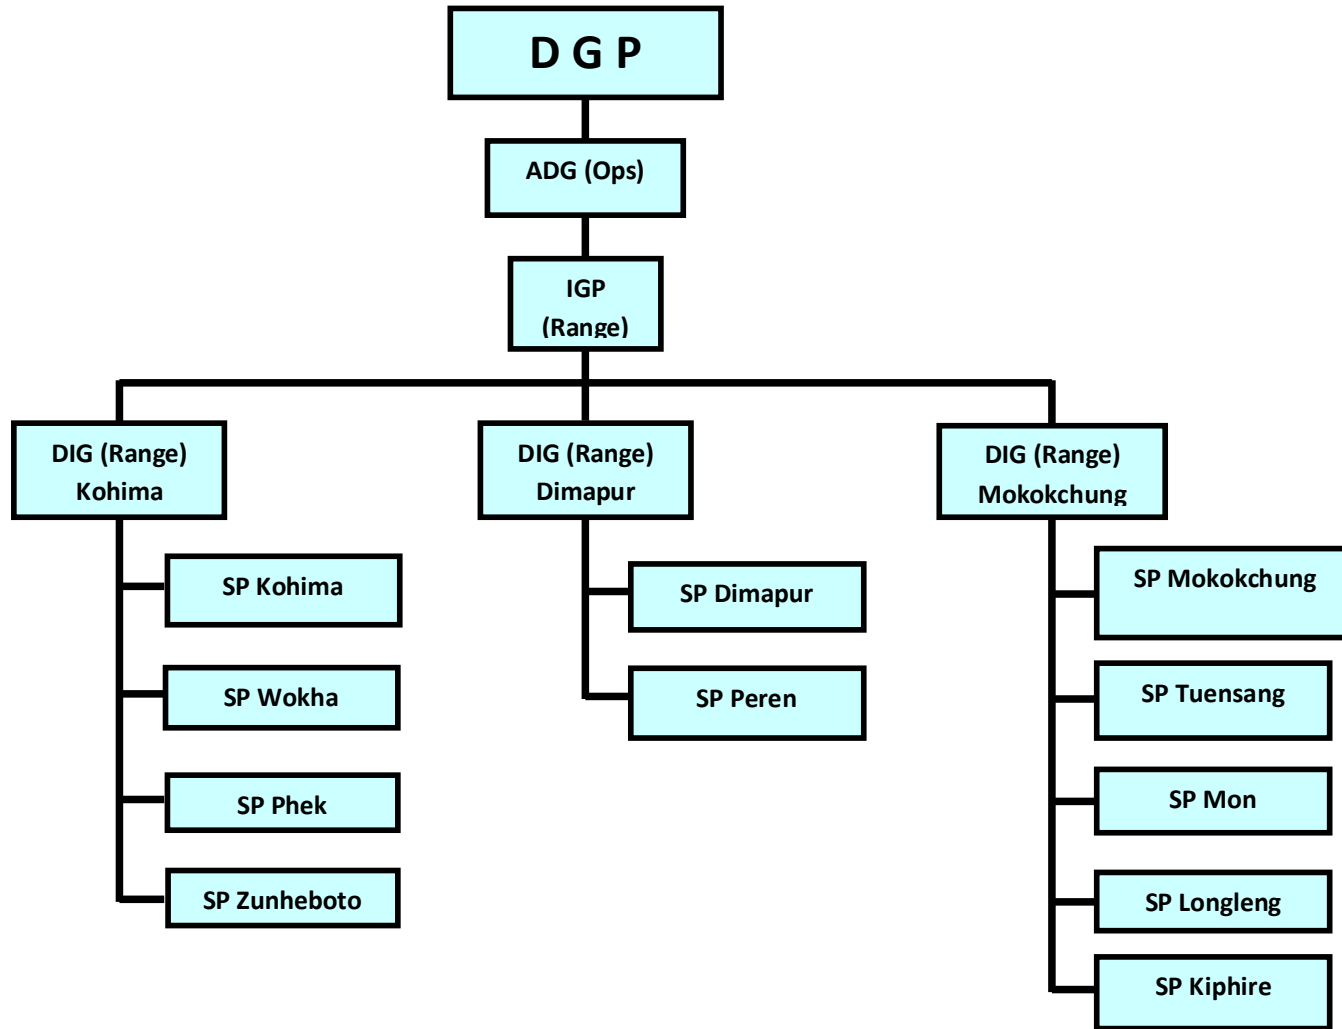 D G P
ADG (Ops)
IGP
(Range)
DIG (Range)
Kohima
DIG (Range)
Dimapur
DIG (Range)
Mokokchung
SP Kohima
SP Wokha
SP Phek
SP Zunheboto
SP Dimapur
SP Peren
SP Mokokchung
SP Tuensang
SP Mon
SP Longleng
SP Kiphire